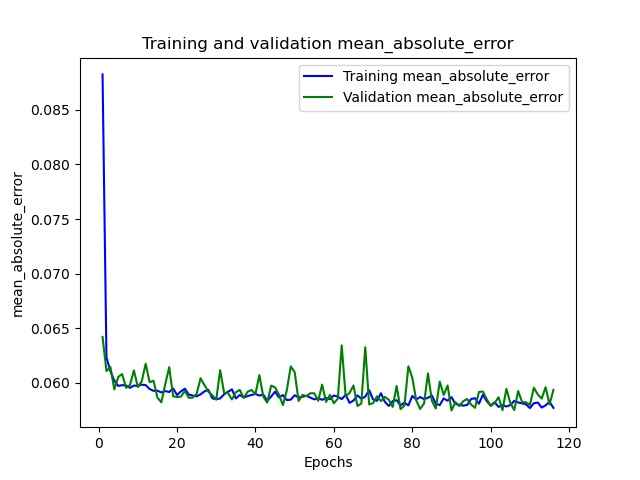 Training and validation mean_absolute_error
Training mean_absolute_error
Validation mean_absolute_error
mean_absolute_error
0.085
0.080
0.075
0.070
0.065
0.060
0 20 40 60 80 100 120
Epochs